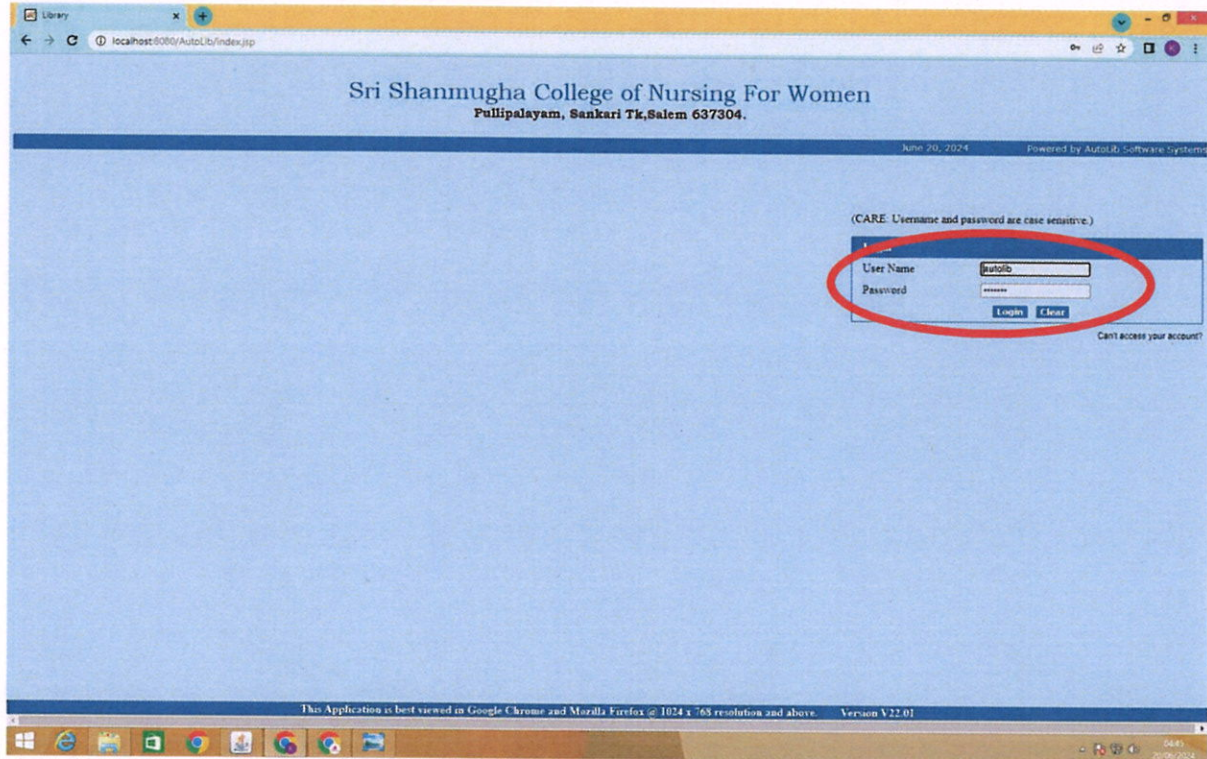 Library
localhost:8080/AutoLib/index.jsp
Sri Shanmugha College of Nursing For Women
Pullipalayam, Sankari Tk,Salem 637304.
June 20, 2024 Powered by AutoLib Software Systems
(CARE: Username and password are case sensitive.)
User Name autolib
Password •••••••
Login Clear
Can't access your account?
This Application is best viewed in Google Chrome and Mozilla Firefox @ 1024 x 768 resolution and above. Version V22.01
20/06/2024